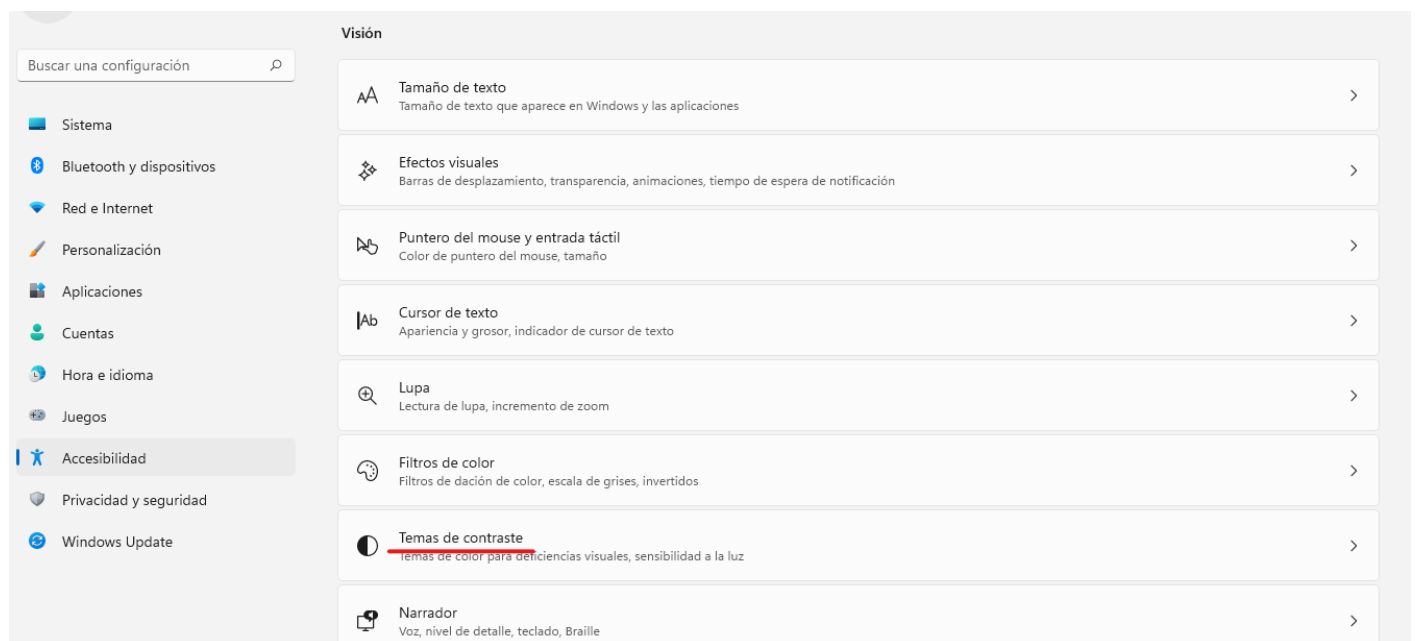 Visión
Buscar una configuración
Sistema
Bluetooth y dispositivos
Red e Internet
Personalización
Aplicaciones
Cuentas
Hora e idioma
Juegos
Accesibilidad
Privacidad y seguridad
Windows Update
Tamaño de texto
Tamaño de texto que aparece en Windows y las aplicaciones
Efectos visuales
Barras de desplazamiento, transparencia, animaciones, tiempo de espera de notificación
Puntero del mouse y entrada táctil
Color de puntero del mouse, tamaño
Cursor de texto
Apariencia y grosor, indicador de cursor de texto
Lupa
Lectura de lupa, incremento de zoom
Filtros de color
Filtros de dación de color, escala de grises, invertidos
Temas de contraste
Temas de color para deficiencias visuales, sensibilidad a la luz
Narrador
Voz, nivel de detalle, teclado, Braille